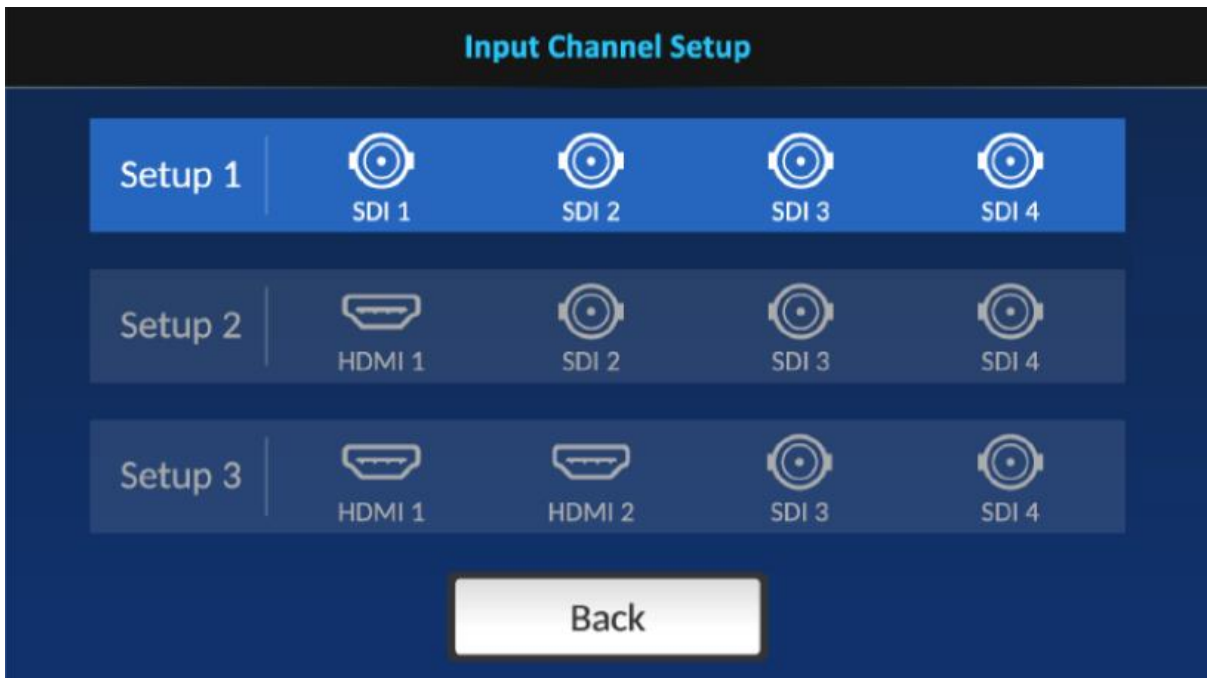 Input Channel Setup
Setup 1
SDI 1 SDI 2 SDI 3 SDI 4
Setup 2
HDMI 1 SDI 2 SDI 3 SDI 4
Setup 3
HDMI 1 HDMI 2 SDI 3 SDI 4
Back